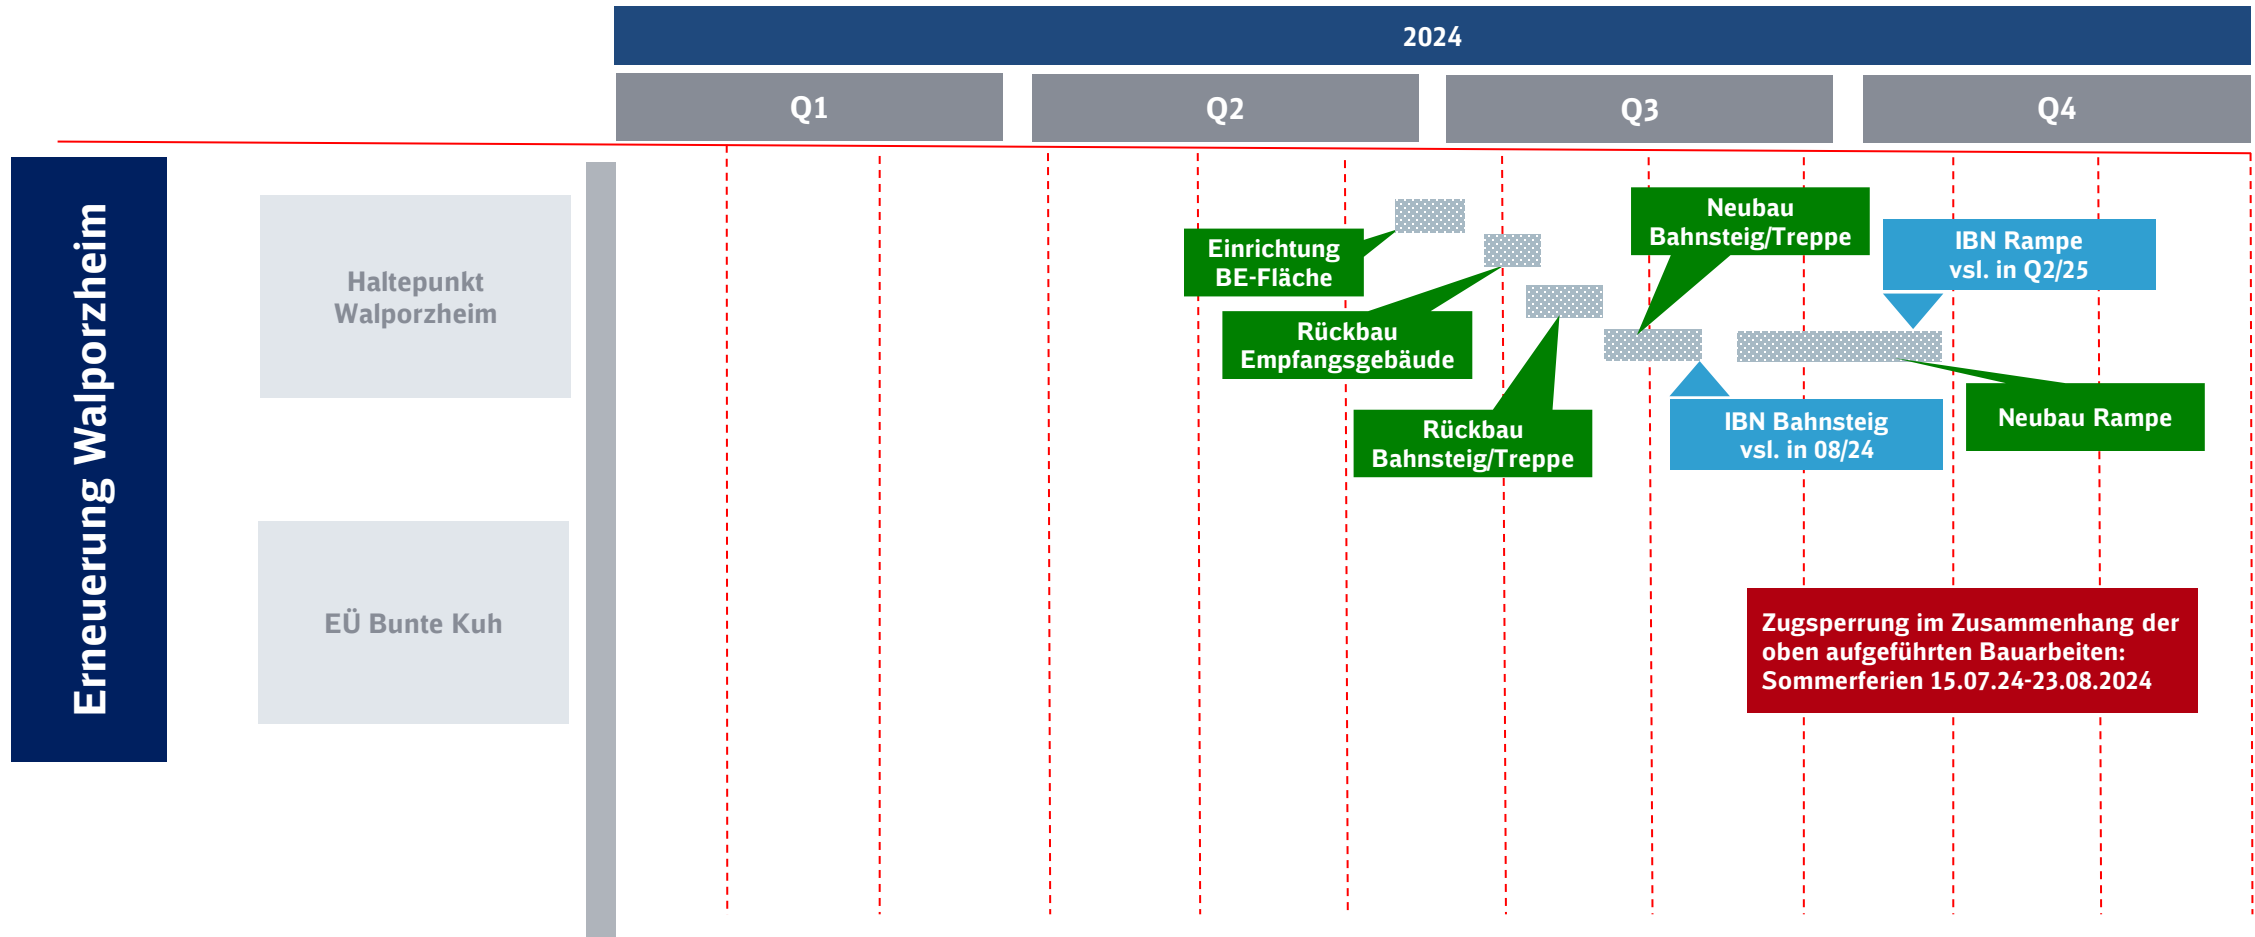 2024
Q1
Q2
Q3
Q4
Erneuerung Walporzheim
Haltepunkt
Walporzheim
Einrichtung
BE-Fläche
Rückbau
Empfangsgebäude
Rückbau
Bahnsteig/Treppe
Neubau
Bahnsteig/Treppe
IBN Rampe
vsl. in Q2/25
IBN Bahnsteig
vsl. in 08/24
Neubau Rampe
EÜ Bunte Kuh
Zugsperrung im Zusammenhang der
oben aufgeführten Bauarbeiten:
Sommerferien 15.07.24-23.08.2024